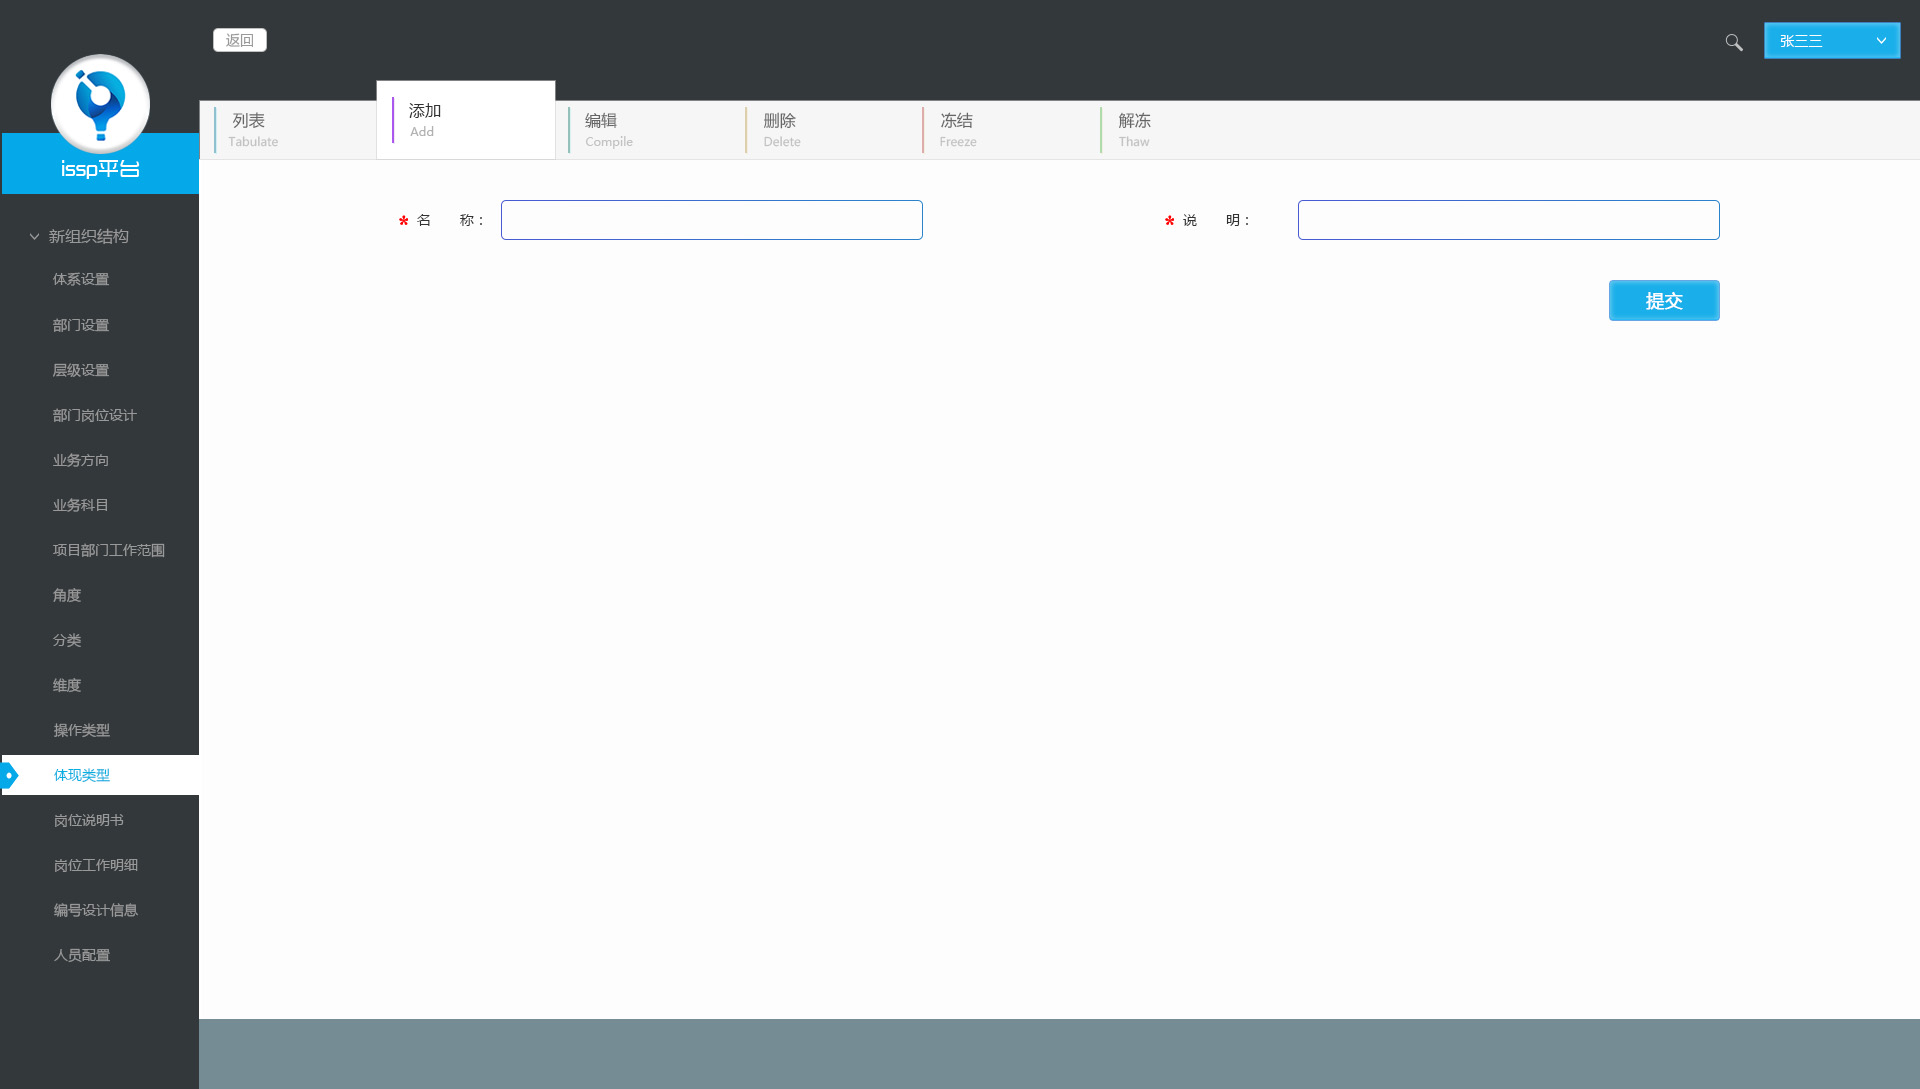 返回
张三三
issp平台
列表
Tabulate
添加
Add
编辑
Compile
删除
Delete
冻结
Freeze
解冻
Thaw
* 名 称：
* 说 明：
提交
新组织结构
体系设置
部门设置
层级设置
部门岗位设计
业务方向
业务科目
项目部门工作范围
角度
分类
维度
操作类型
体现类型
岗位说明书
岗位工作明细
编号设计信息
人员配置